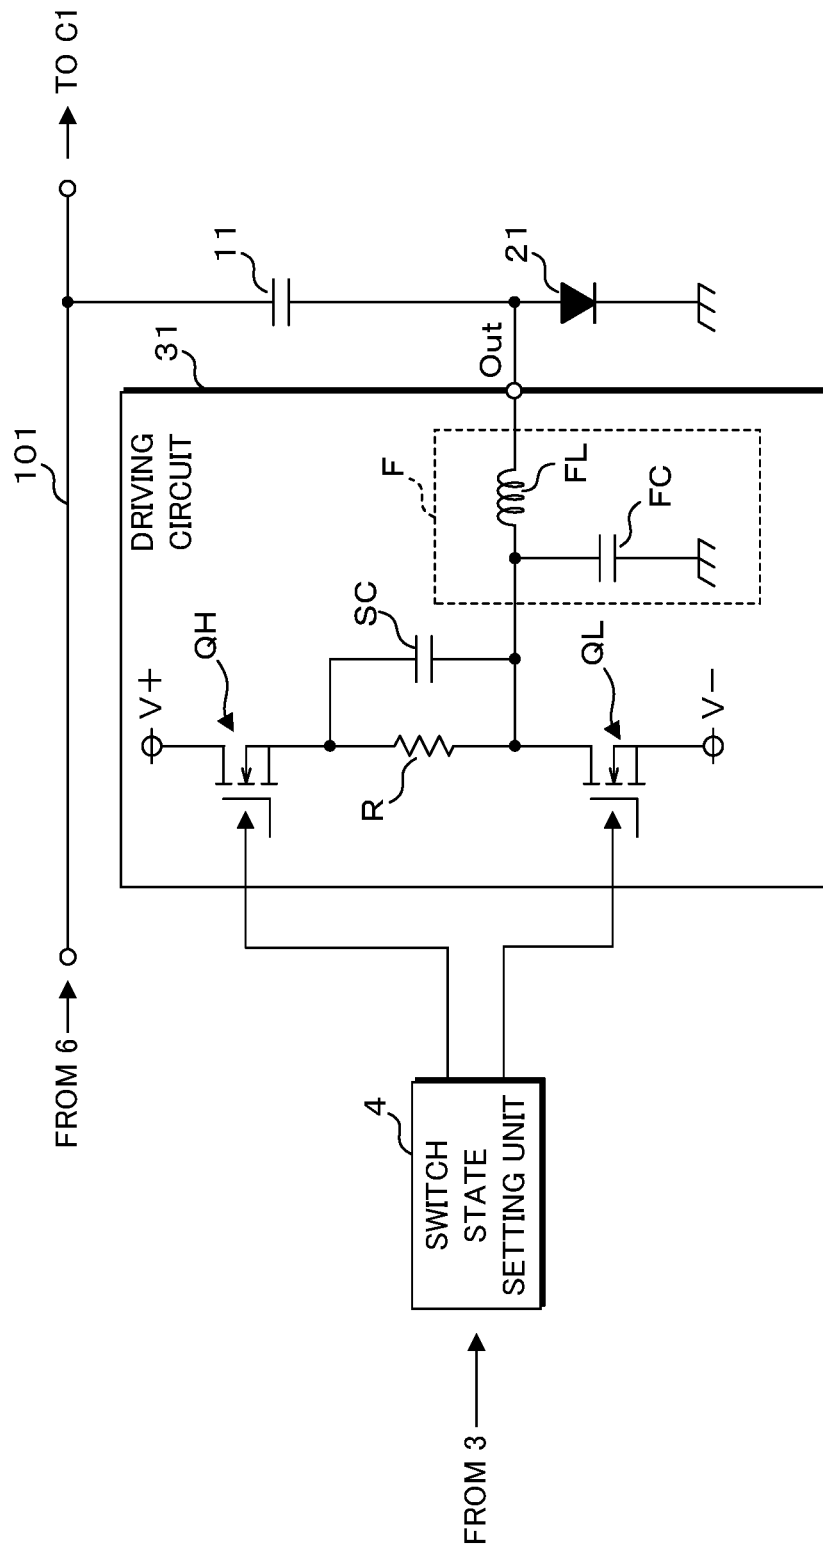 FROM 6
101
TO C1
11
31
DRIVING
CIRCUIT
V+
QH
SC
R
F
FL
FC
Out
21
QL
V−
4
SWITCH
STATE
SETTING UNIT
FROM 3